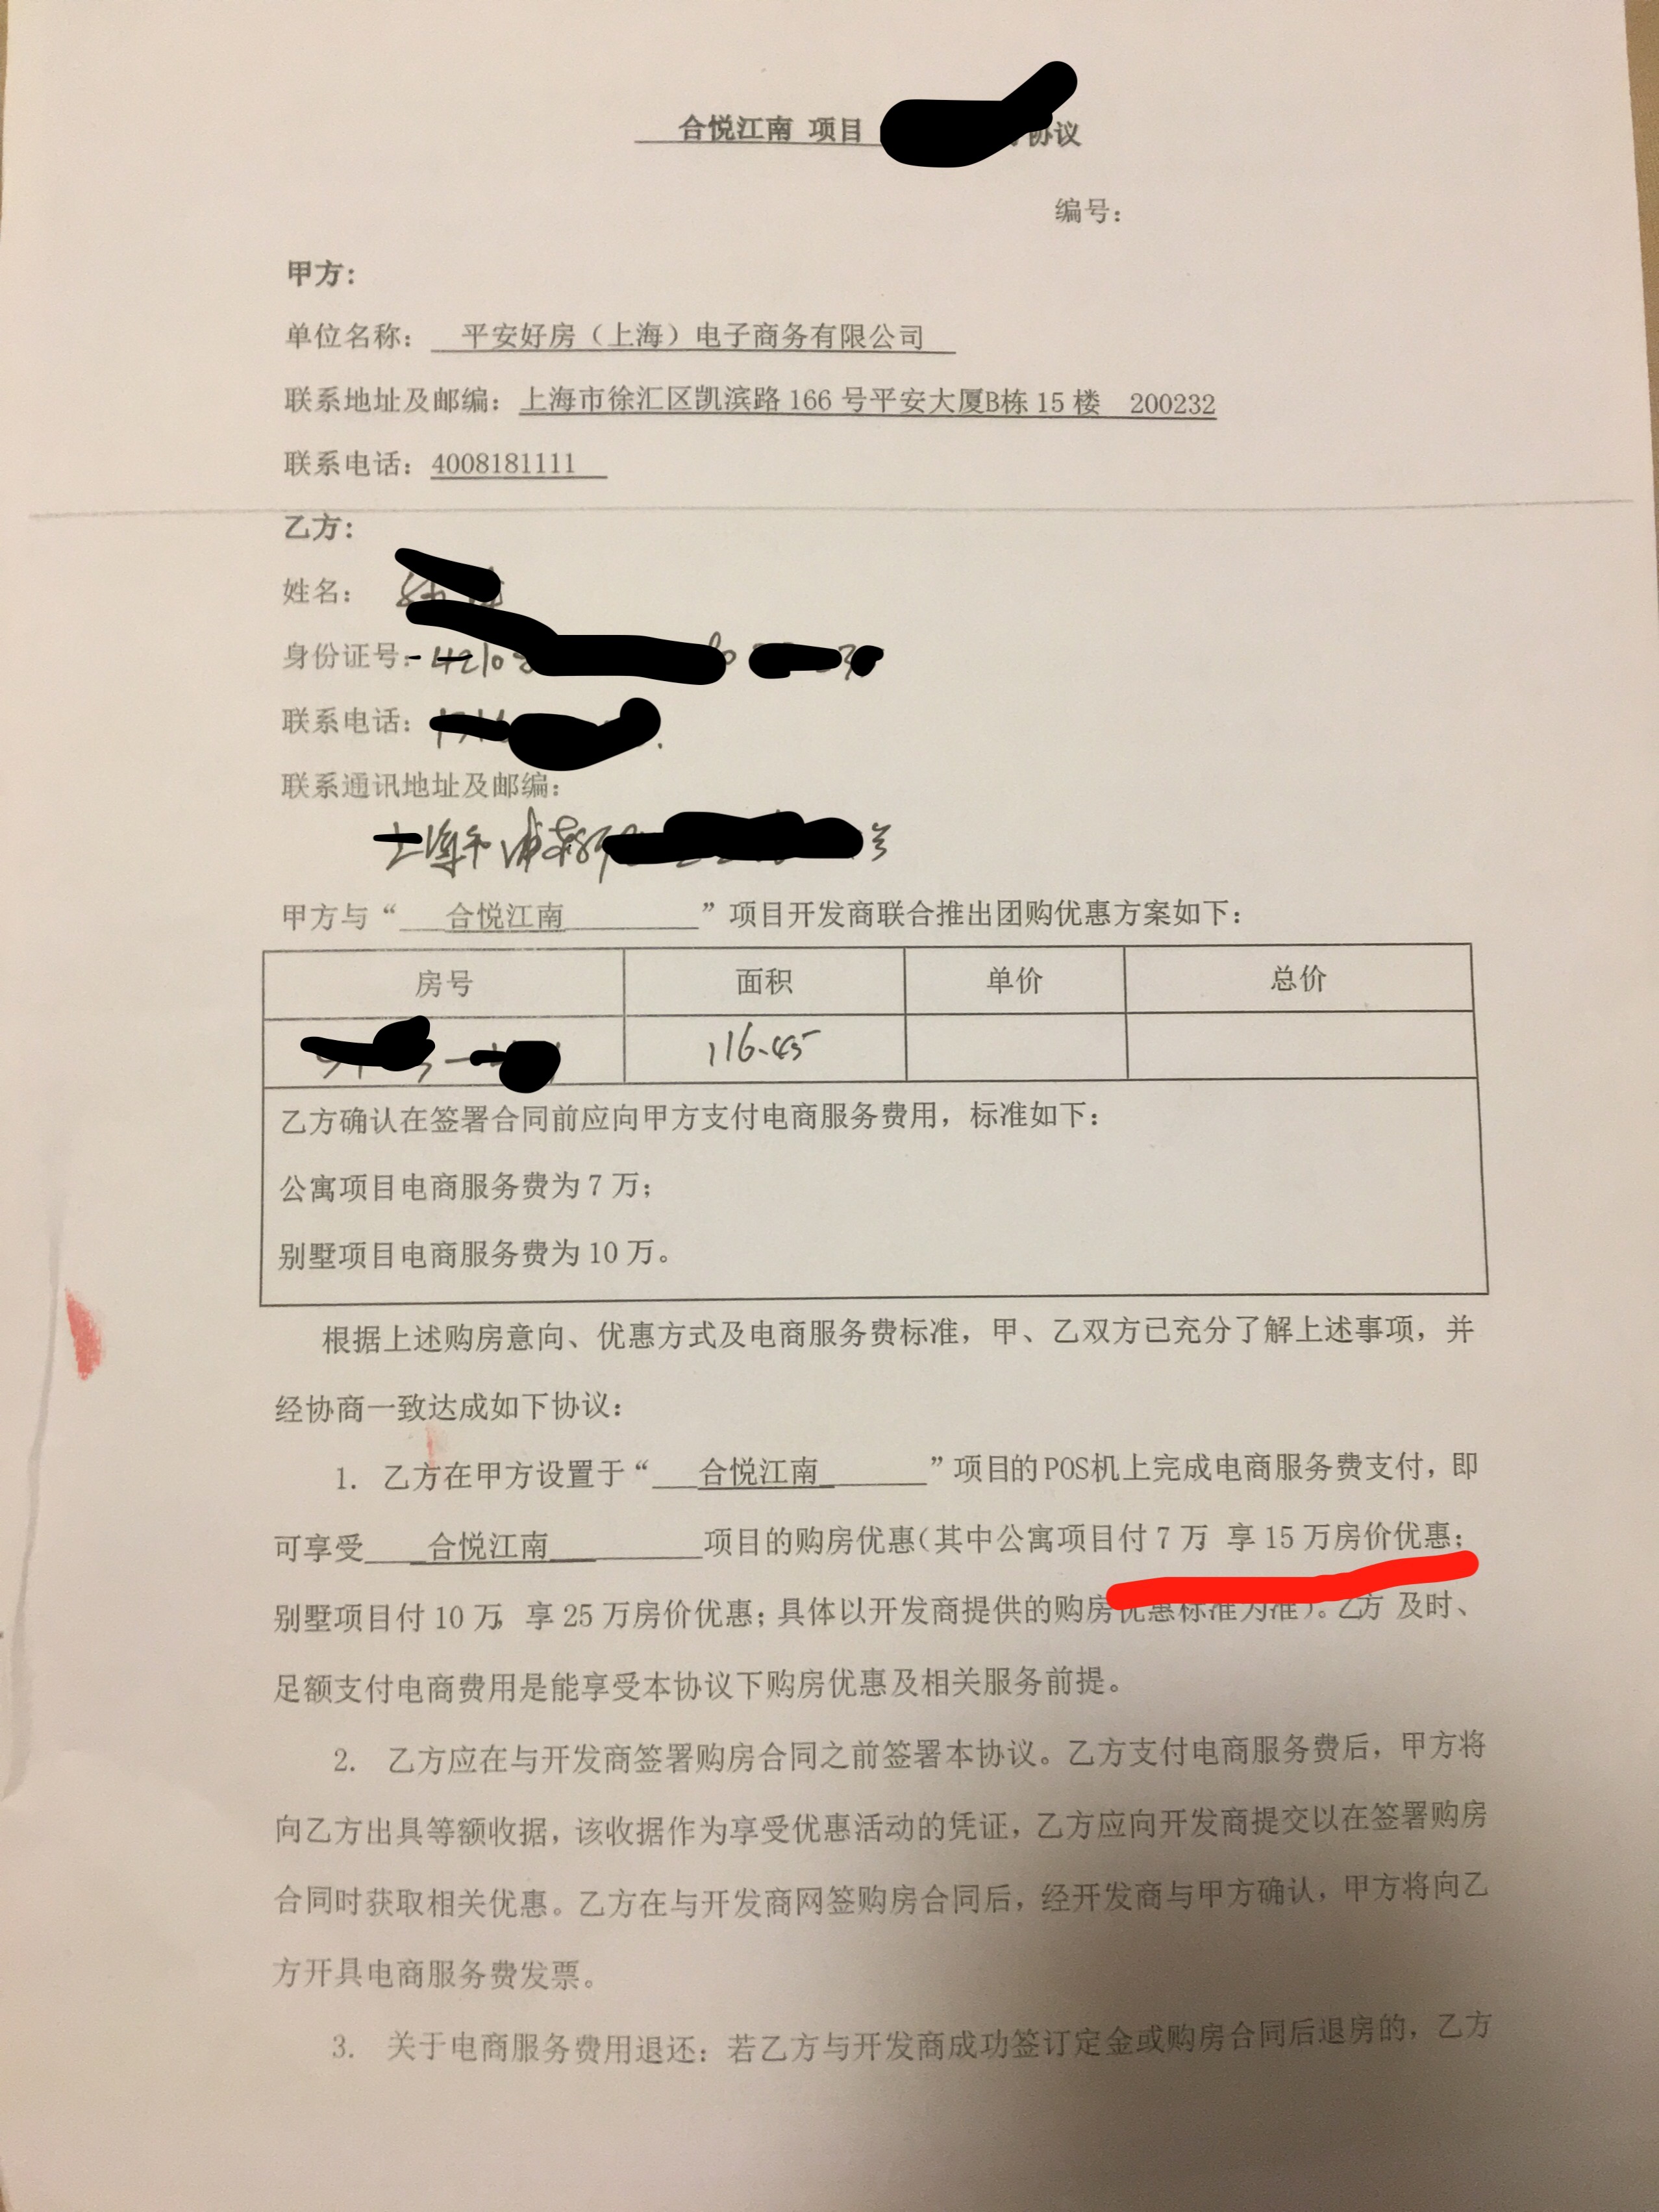 合悦江南 项目 协议
编号：
甲方：
单位名称： 平安好房（上海）电子商务有限公司
联系地址及邮编：上海市徐汇区凯滨路 166 号平安大厦B栋 15 楼 200232
联系电话：4008181111
乙方：
姓名：
身份证号：
联系电话：
联系通讯地址及邮编：
上海市浦东 号
甲方与“ 合悦江南 ”项目开发商联合推出团购优惠方案如下：
房号 面积 单价 总价
116.45
乙方确认在签署合同前应向甲方支付电商服务费用，标准如下：
公寓项目电商服务费为 7 万；
别墅项目电商服务费为 10 万。
根据上述购房意向、优惠方式及电商服务费标准，甲、乙双方已充分了解上述事项，并
经协商一致达成如下协议：
1. 乙方在甲方设置于“ 合悦江南 ”项目的POS机上完成电商服务费支付，即
可享受 合悦江南 项目的购房优惠（其中公寓项目付 7 万 享 15 万房价优惠；
别墅项目付 10 万，享 25 万房价优惠；具体以开发商提供的购房优惠标准为准）。乙方 及时、
足额支付电商费用是能享受本协议下购房优惠及相关服务前提。
2. 乙方应在与开发商签署购房合同之前签署本协议。乙方支付电商服务费后，甲方将
向乙方出具等额收据，该收据作为享受优惠活动的凭证，乙方应向开发商提交以在签署购房
合同时获取相关优惠。乙方在与开发商网签购房合同后，经开发商与甲方确认，甲方将向乙
方开具电商服务费发票。
3. 关于电商服务费用退还：若乙方与开发商成功签订定金或购房合同后退房的，乙方